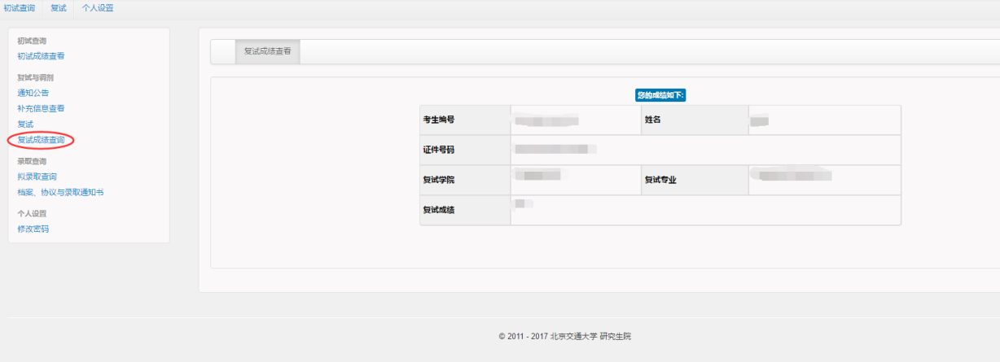 初试查询 复试 个人设置
初试查询
初试成绩查看
复试与调剂
通知公告
补充信息查看
复试
复试成绩查询
录取查询
拟录取查询
档案、协议与录取通知书
个人设置
修改密码
复试成绩查看
您的成绩如下:
考生编号 姓名
证件号码
复试学院 复试专业
复试成绩
© 2011 - 2017 北京交通大学 研究生院